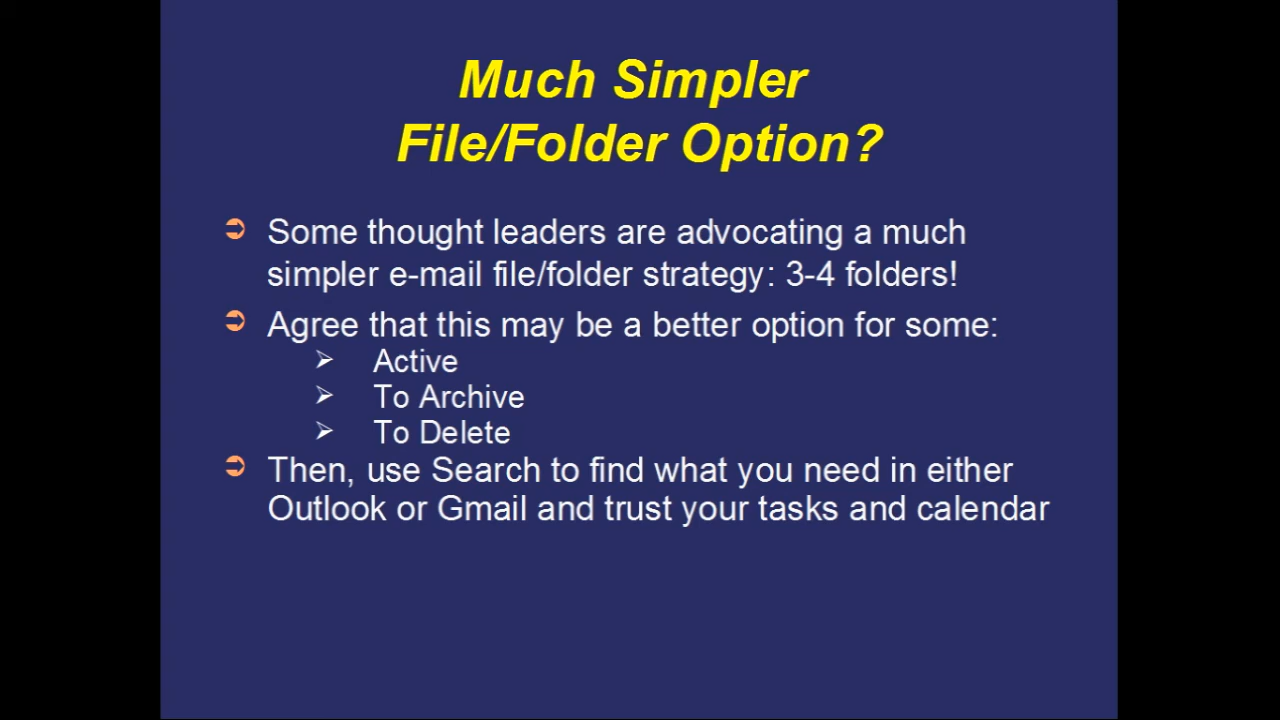 Much Simpler
File/Folder Option?
Some thought leaders are advocating a much
simpler e-mail file/folder strategy: 3-4 folders!
Agree that this may be a better option for some:
Active
To Archive
To Delete
Then, use Search to find what you need in either
Outlook or Gmail and trust your tasks and calendar